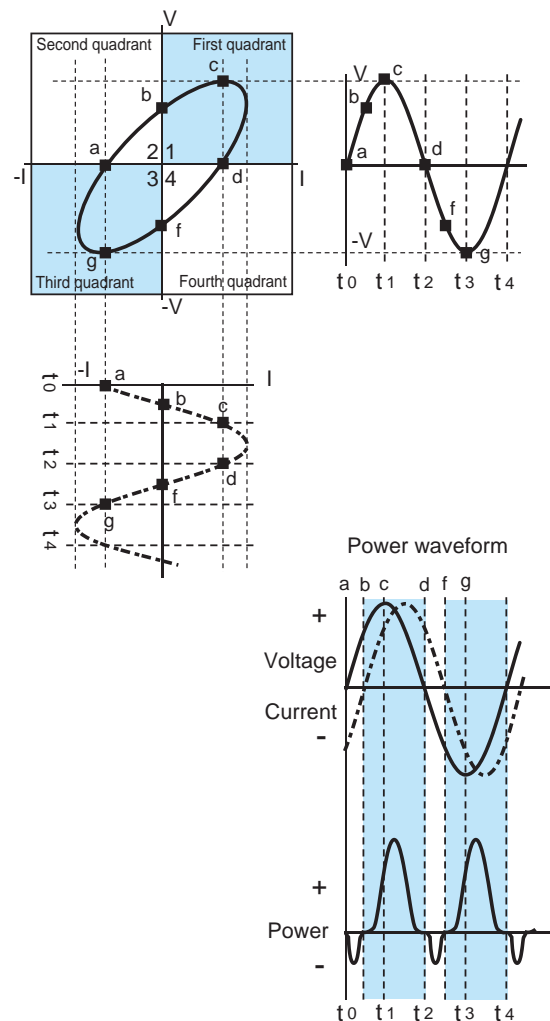 V
Second quadrant First quadrant
c
b
a
2 1
3 4
-I
I
d
f
g
Third quadrant Fourth quadrant
-V
V
c
b
a
d
f
g
-V
t0 t1 t2 t3 t4
-I
I
t0
t1
t2
t3
t4
a
b
c
d
f
g
Power waveform
a b c d f g
+
Voltage
Current
-
+
Power
-
t0 t1 t2 t3 t4